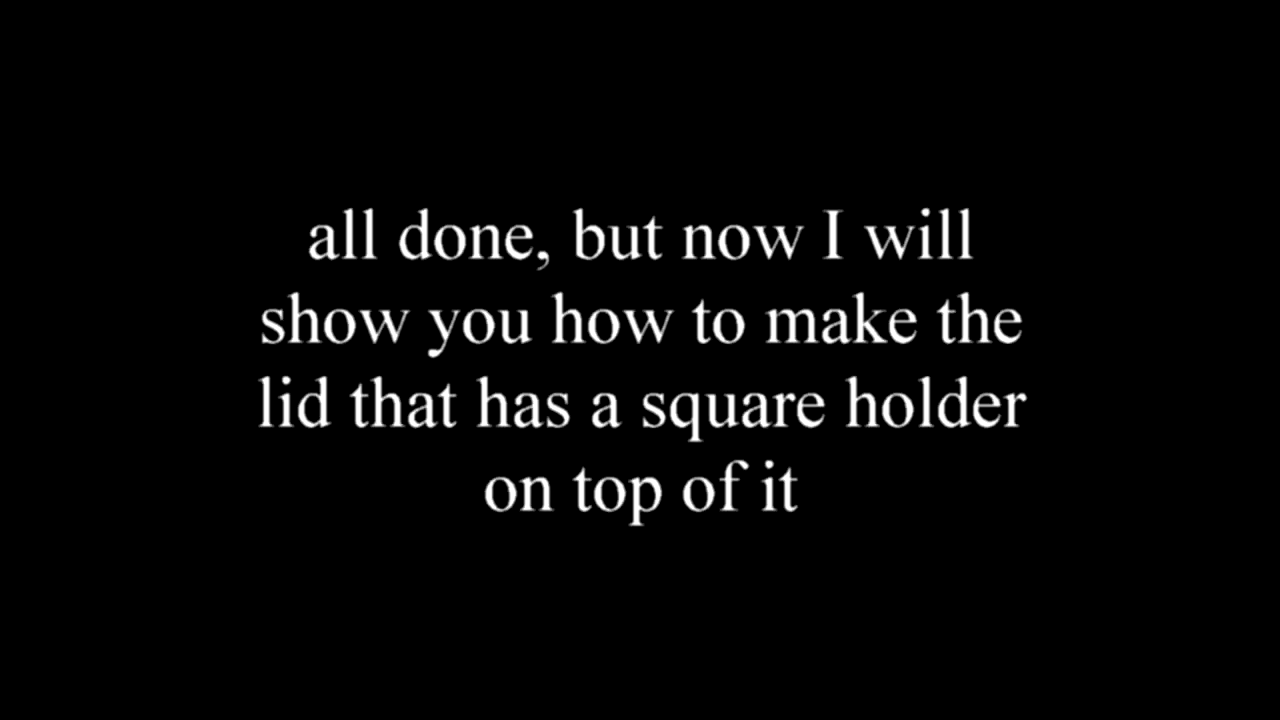 all done, but now I will
show you how to make the
lid that has a square holder
on top of it